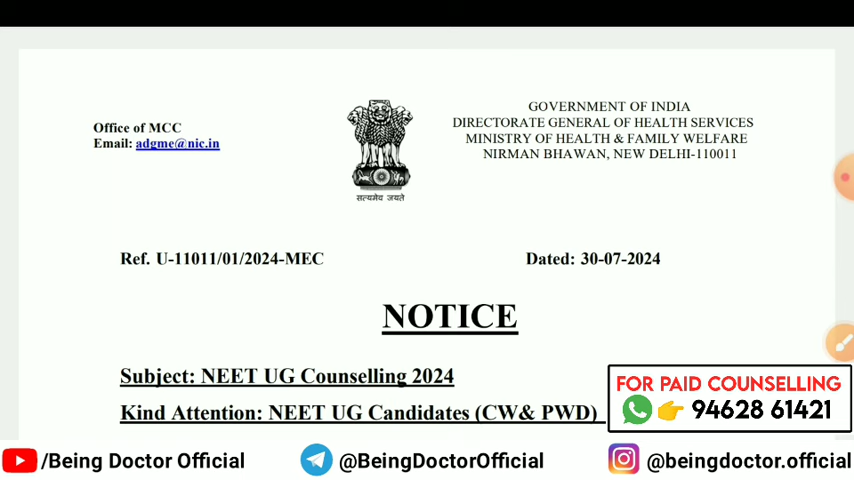 Office of MCC
Email: adgme@nic.in
सत्यमेव जयते
GOVERNMENT OF INDIA
DIRECTORATE GENERAL OF HEALTH SERVICES
MINISTRY OF HEALTH & FAMILY WELFARE
NIRMAN BHAWAN, NEW DELHI-110011
Ref. U-11011/01/2024-MEC
Dated: 30-07-2024
NOTICE
Subject: NEET UG Counselling 2024
Kind Attention: NEET UG Candidates (CW& PWD)
FOR PAID COUNSELLING
94628 61421
/Being Doctor Official
@BeingDoctorOfficial
@beingdoctor.official